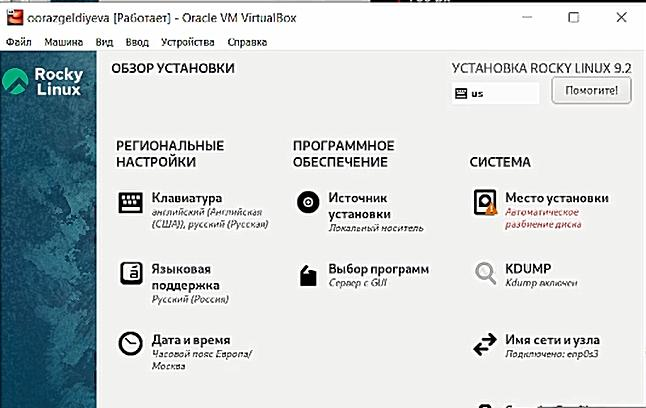 oorazgeldiyeva [Работает] - Oracle VM VirtualBox
Файл Машина Вид Ввод Устройства Справка
Rocky
Linux
ОБЗОР УСТАНОВКИ
УСТАНОВКА ROCKY LINUX 9.2
us
Помогите!
РЕГИОНАЛЬНЫЕ
НАСТРОЙКИ
Клавиатура
английский (Английская
(США)), русский (Русская)
Языковая
поддержка
Русский (Россия)
Дата и время
Часовой пояс Европа/
Москва
ПРОГРАММНОЕ
ОБЕСПЕЧЕНИЕ
Источник
установки
Локальный носитель
Выбор программ
Сервер с GUI
СИСТЕМА
Место установки
Автоматическое
разбиение диска
KDUMP
Kdump включен
Имя сети и узла
Подключено: enp0s3